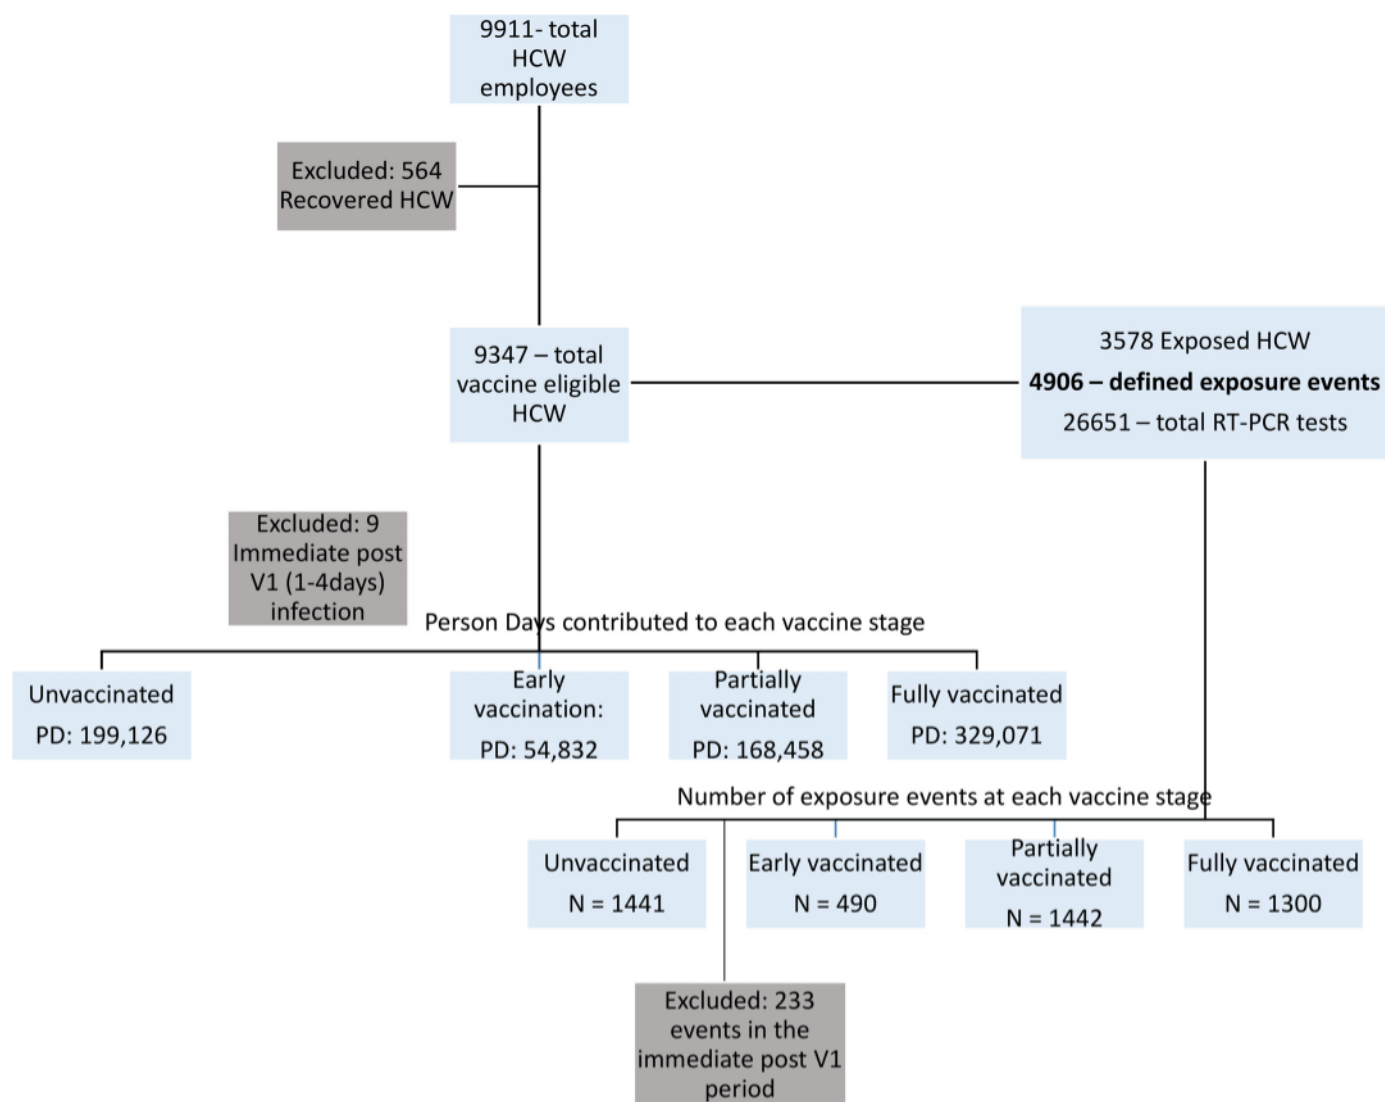 9911- total
HCW
employees
Excluded: 564
Recovered HCW
9347 – total
vaccine eligible
HCW
3578 Exposed HCW
4906 – defined exposure events
26651 – total RT-PCR tests
Excluded: 9
Immediate post
V1 (1-4days)
infection
Person Days contributed to each vaccine stage
Unvaccinated
PD: 199,126
Early
vaccination:
PD: 54,832
Partially
vaccinated
PD: 168,458
Fully vaccinated
PD: 329,071
Number of exposure events at each vaccine stage
Unvaccinated
N = 1441
Early vaccinated
N = 490
Partially
vaccinated
N = 1442
Fully vaccinated
N = 1300
Excluded: 233
events in the
immediate post V1
period